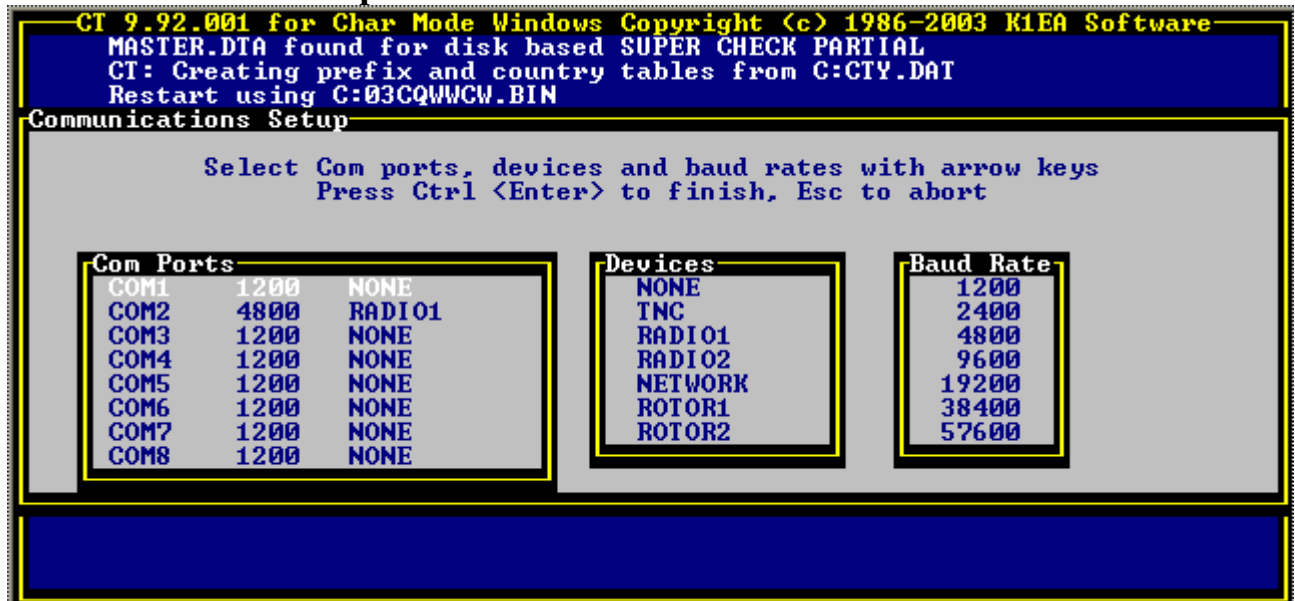 CT 9.92.001 for Char Mode Windows Copyright (c) 1986-2003 K1EA Software
MASTER.DTA found for disk based SUPER CHECK PARTIAL
CT: Creating prefix and country tables from C:CTY.DAT
Restart using C:03CQWWCW.BIN
Communications Setup
Select Com ports, devices and baud rates with arrow keys
Press Ctrl <Enter> to finish, Esc to abort
Com Ports
COM1 1200 NONE
COM2 4800 RADIO1
COM3 1200 NONE
COM4 1200 NONE
COM5 1200 NONE
COM6 1200 NONE
COM7 1200 NONE
COM8 1200 NONE
Devices
NONE
TNC
RADIO1
RADIO2
NETWORK
ROTOR1
ROTOR2
Baud Rate
1200
2400
4800
9600
19200
38400
57600